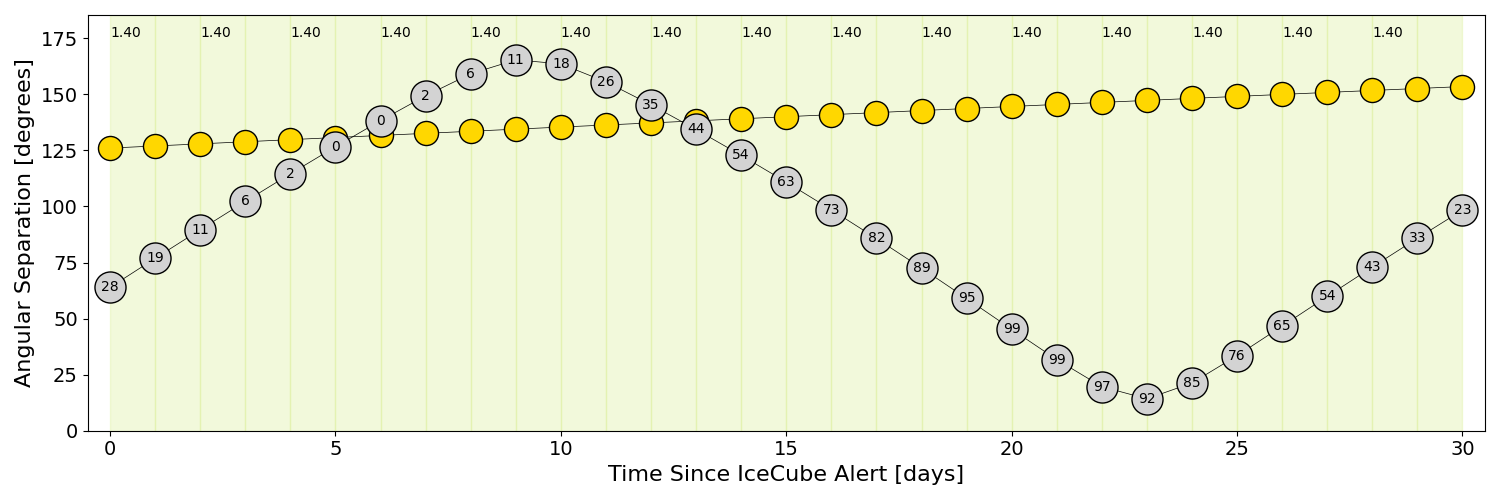 1.40 1.40 1.40 1.40 1.40 1.40 1.40 1.40 1.40 1.40 1.40 1.40 1.40 1.40 1.40
175
150
125
100
75
50
25
0
Angular Separation [degrees]
28 19 11 6 2 0 0 2 6 11 18 26 35 44 54 63 73 82 89 95 99 99 97 92 85 76 65 54 43 33 23
0 5 10 15 20 25 30
Time Since IceCube Alert [days]